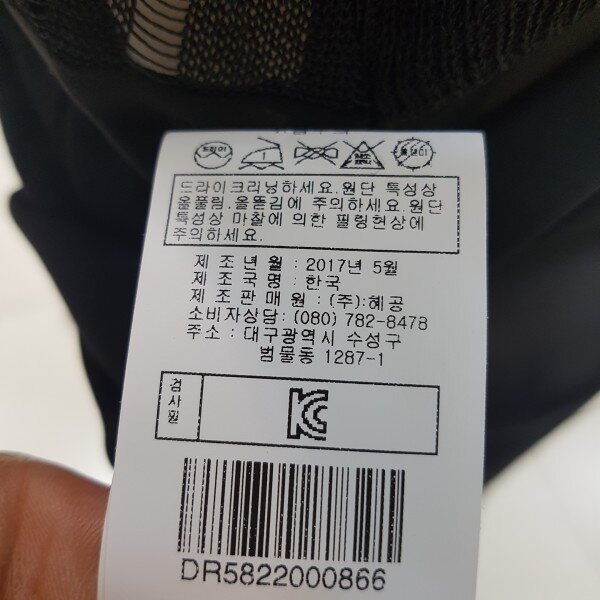 드라이크리닝하세요.원단 특성상
올풀림.올뜯김에 주의하세요.원단
특성상 마찰에 의한 필링현상에
주의하세요.
제 조 년 월 : 2017년 5월
제 조 국 명 : 한국
제 조 판 매 원 : (주)혜공
소비자상담: (080) 782-8478
주소 : 대구광역시 수성구
범물동 1287-1
검사필
KC
DR5822000866